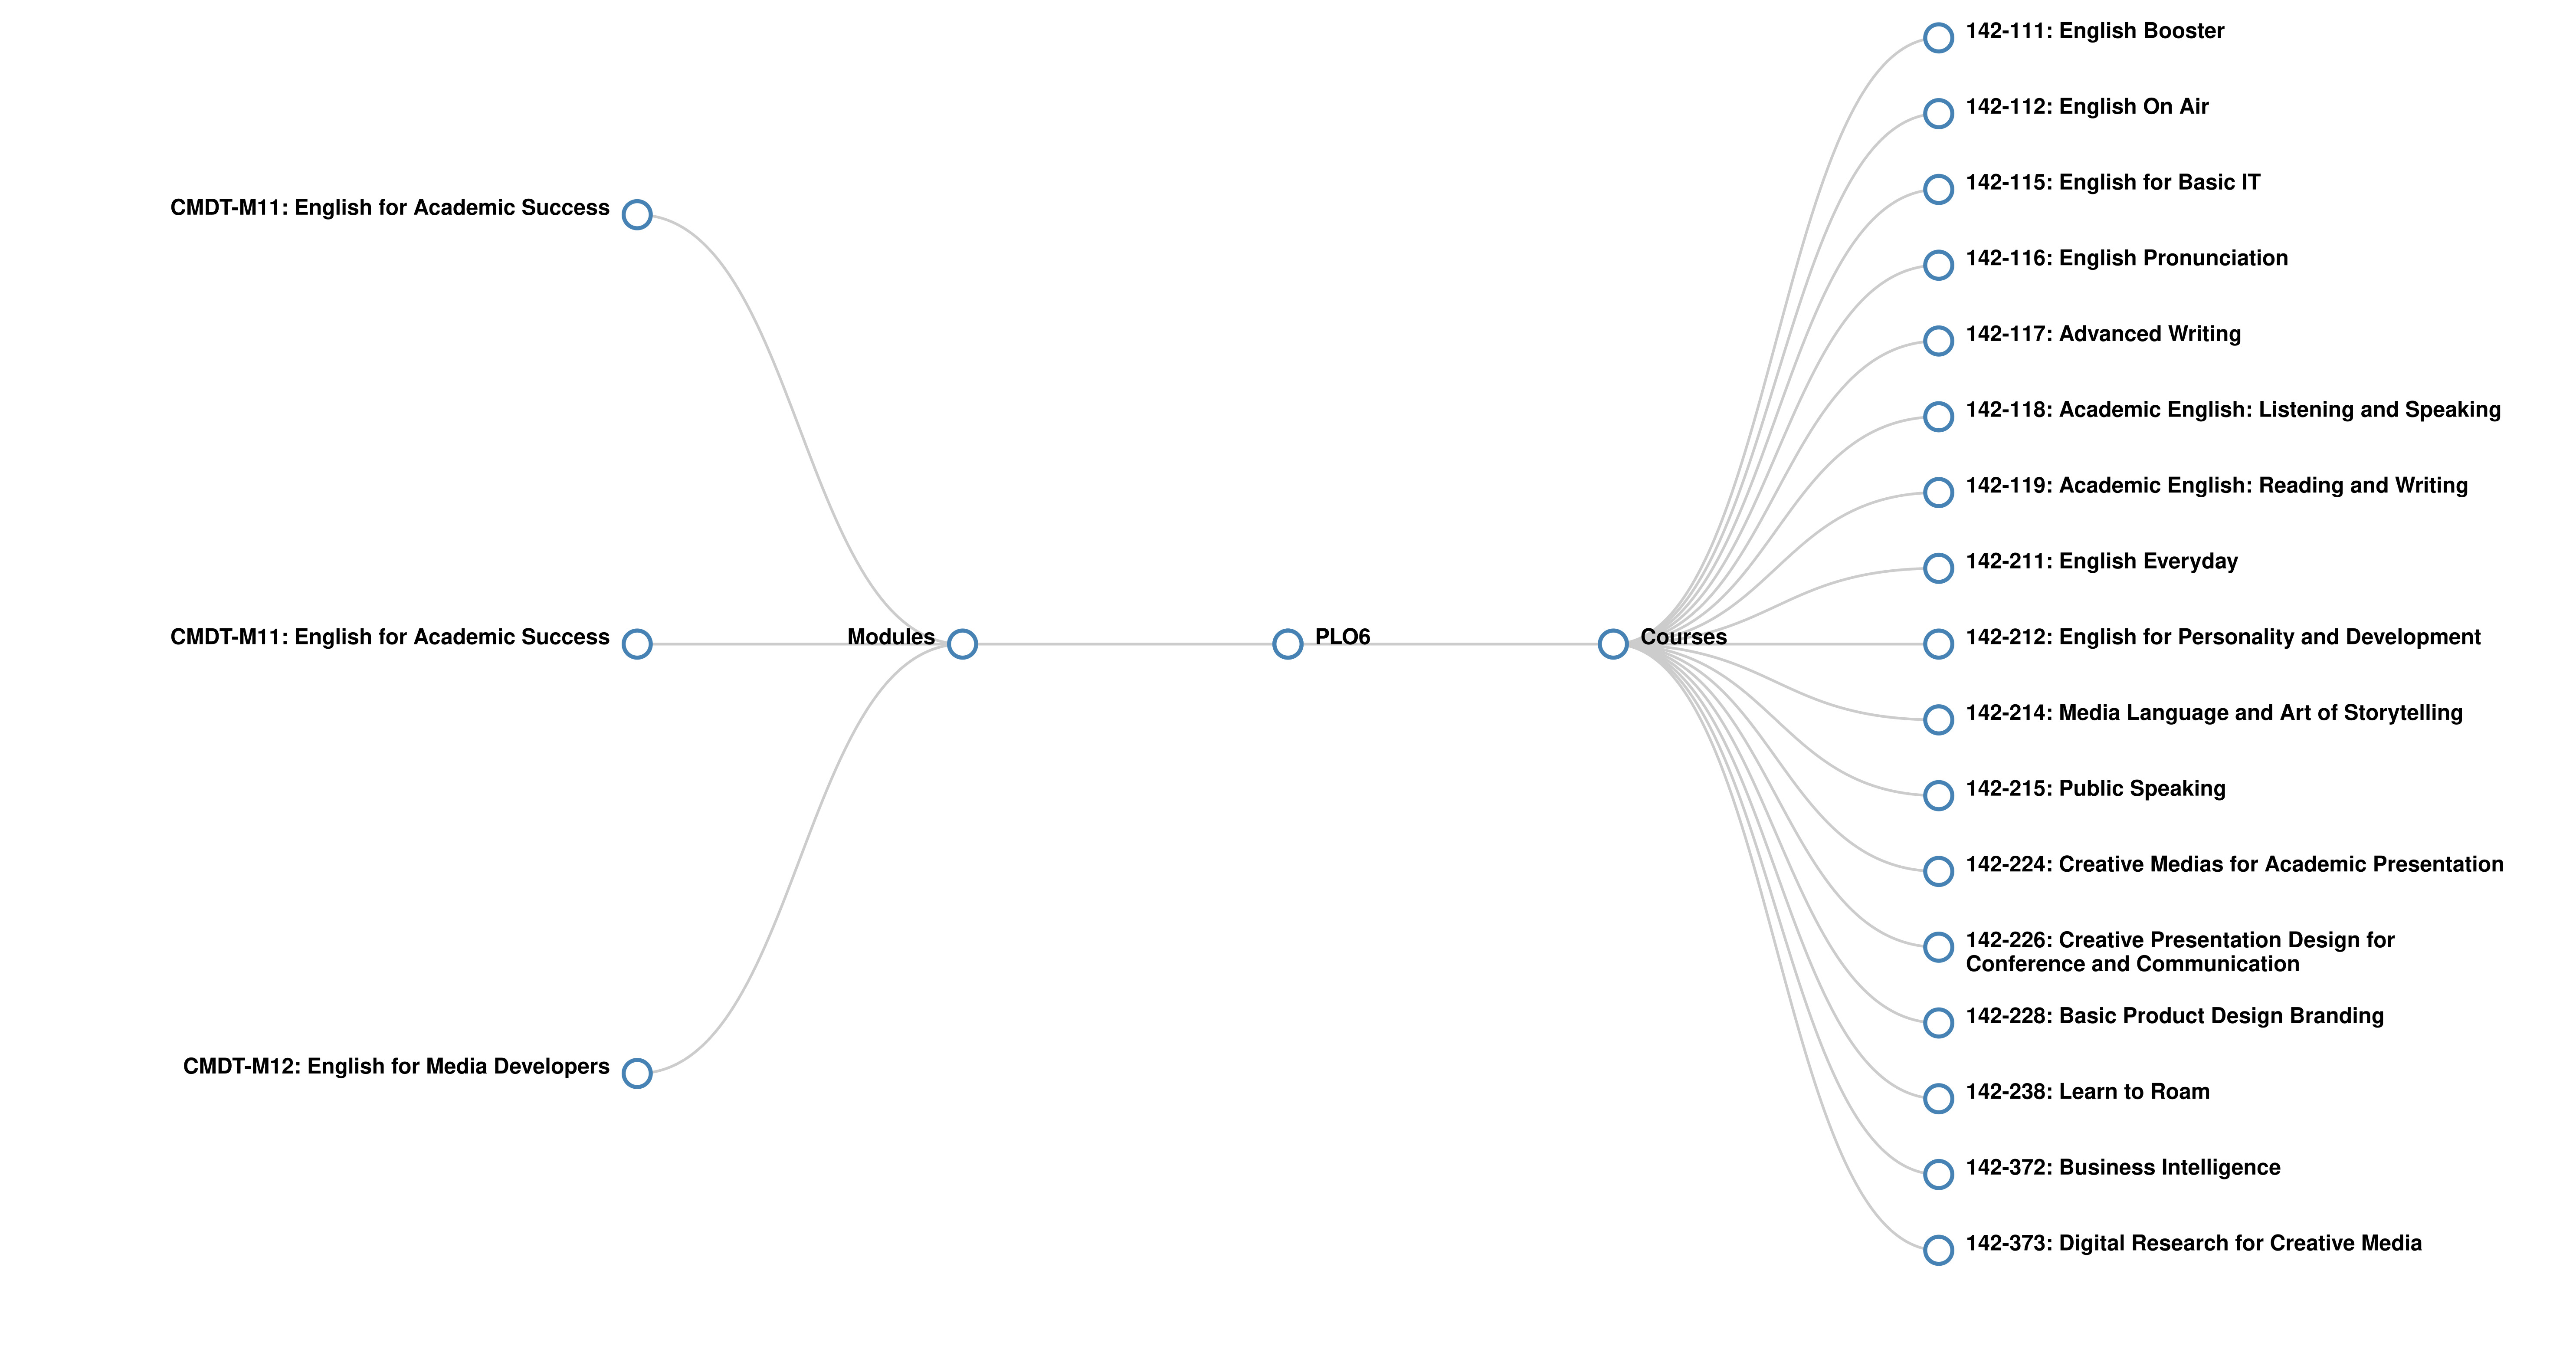 CMDT-M11: English for Academic Success
CMDT-M11: English for Academic Success
CMDT-M12: English for Media Developers
Modules
PLO6
Courses
142-111: English Booster
142-112: English On Air
142-115: English for Basic IT
142-116: English Pronunciation
142-117: Advanced Writing
142-118: Academic English: Listening and Speaking
142-119: Academic English: Reading and Writing
142-211: English Everyday
142-212: English for Personality and Development
142-214: Media Language and Art of Storytelling
142-215: Public Speaking
142-224: Creative Medias for Academic Presentation
142-226: Creative Presentation Design for
Conference and Communication
142-228: Basic Product Design Branding
142-238: Learn to Roam
142-372: Business Intelligence
142-373: Digital Research for Creative Media